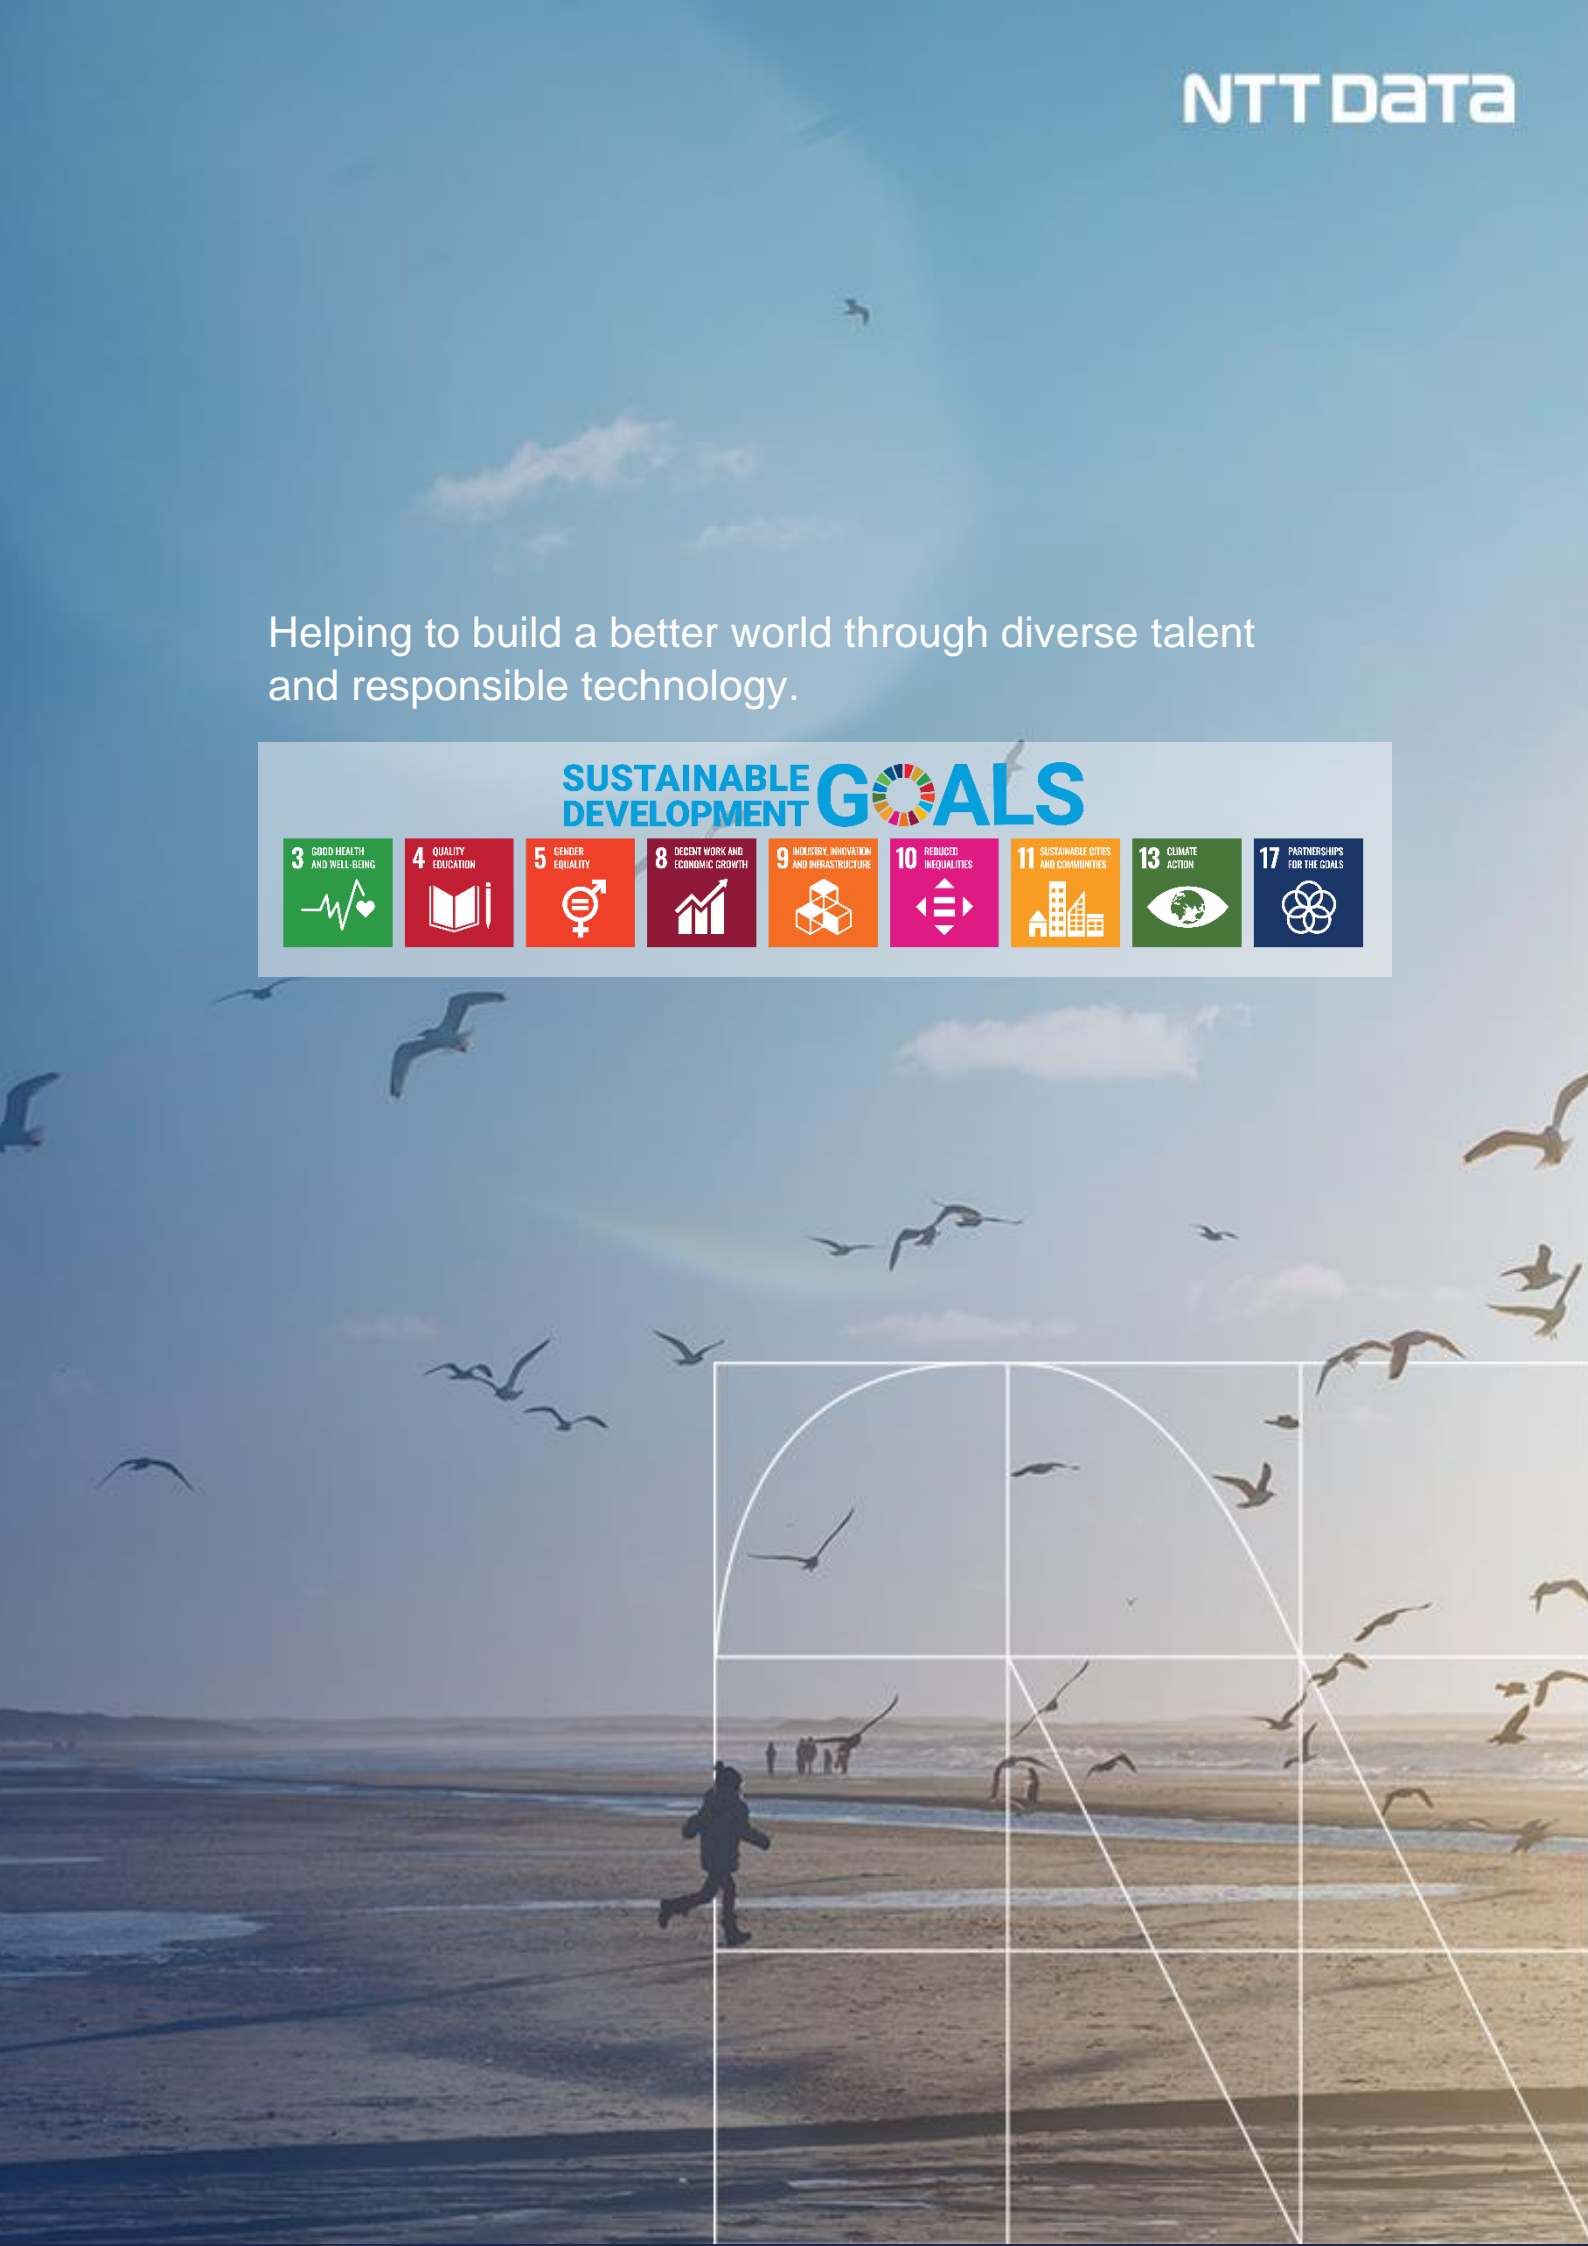 NTT DATA
Helping to build a better world through diverse talent
and responsible technology.
SUSTAINABLE
DEVELOPMENT
GOALS
3 GOOD HEALTH
AND WELL-BEING
4 QUALITY
EDUCATION
5 GENDER
EQUALITY
8 DECENT WORK AND
ECONOMIC GROWTH
9 INDUSTRY, INNOVATION
AND INFRASTRUCTURE
10 REDUCED
INEQUALITIES
11 SUSTAINABLE CITIES
AND COMMUNITIES
13 CLIMATE
ACTION
17 PARTNERSHIPS
FOR THE GOALS